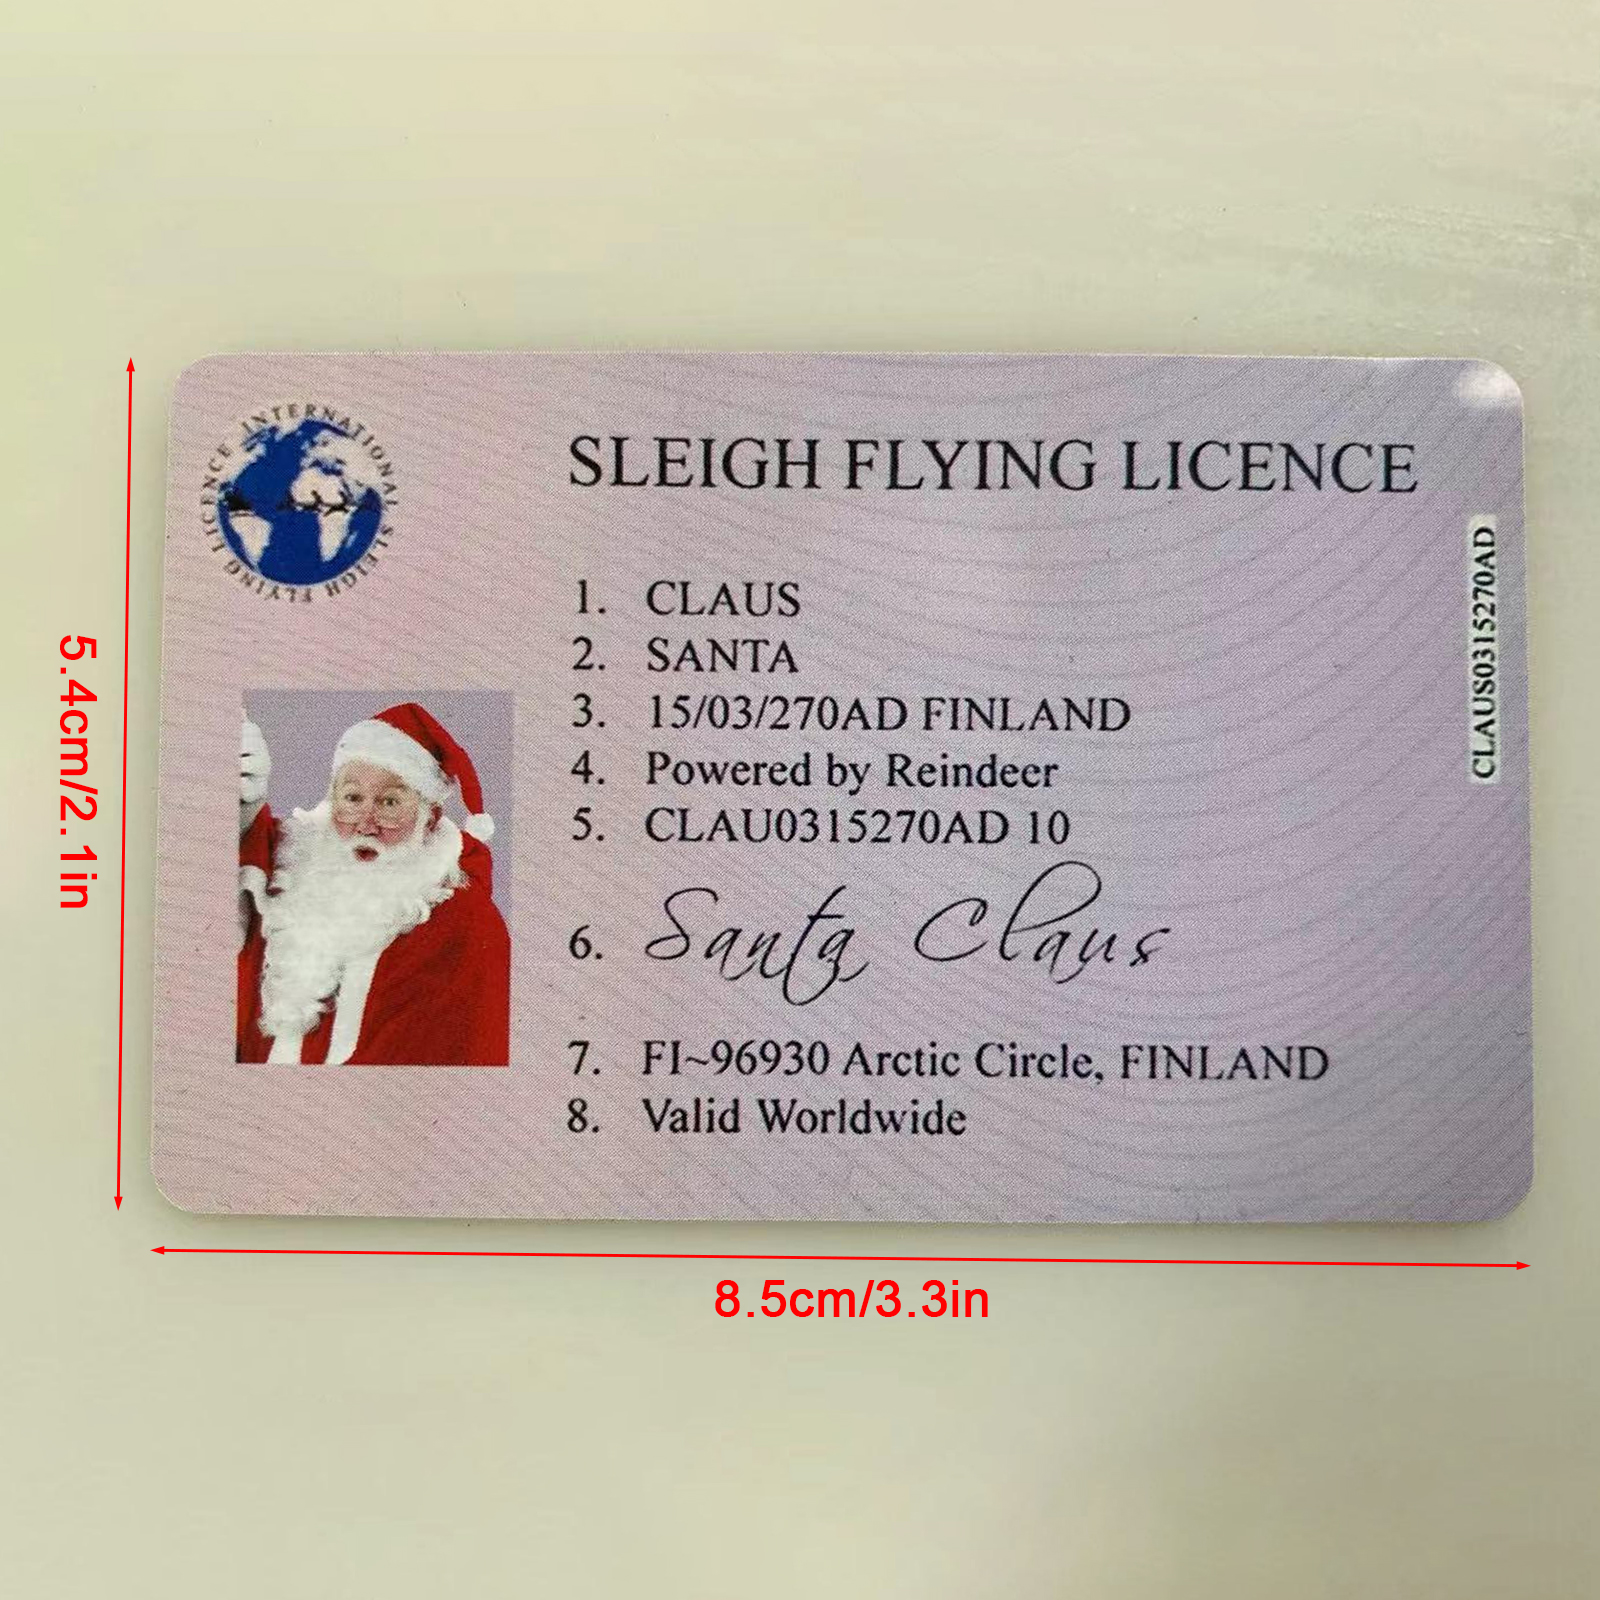 INTERNATIONAL SLEIGH FLYING LICENCE
SLEIGH FLYING LICENCE
1. CLAUS
2. SANTA
3. 15/03/270AD FINLAND
4. Powered by Reindeer
5. CLAU0315270AD 10
6. Santa Claus
7. FI~96930 Arctic Circle, FINLAND
8. Valid Worldwide
CLAUS0315270AD
5.4cm/2.1in
8.5cm/3.3in